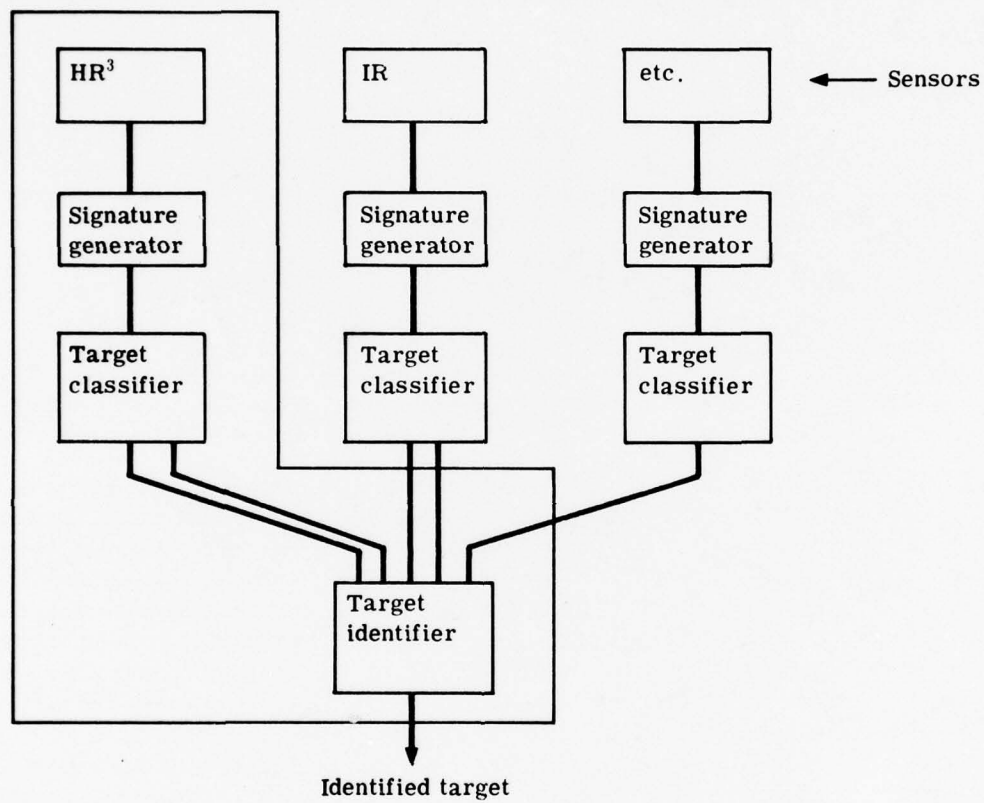 HR³
IR
etc.
Sensors
Signature
generator
Signature
generator
Signature
generator
Target
classifier
Target
classifier
Target
classifier
Target
identifier
Identified target